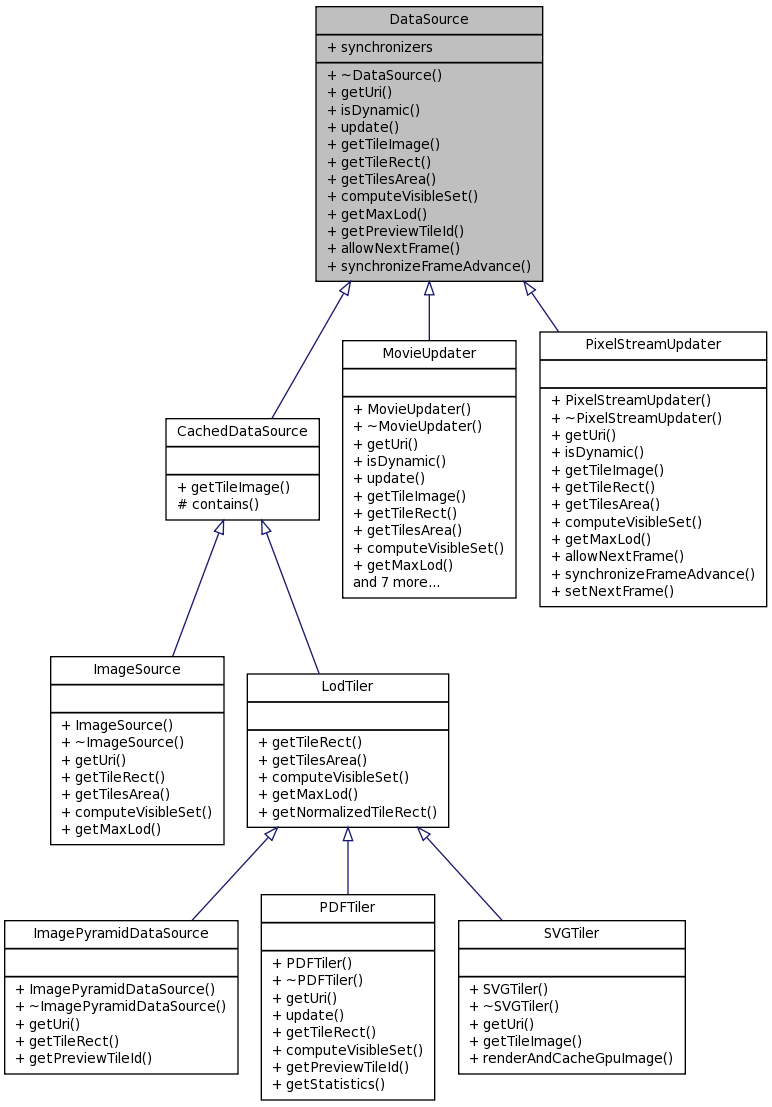 DataSource
+ synchronizers
+ ~DataSource()
+ getUri()
+ isDynamic()
+ update()
+ getTileImage()
+ getTileRect()
+ getTilesArea()
+ computeVisibleSet()
+ getMaxLod()
+ getPreviewTileId()
+ allowNextFrame()
+ synchronizeFrameAdvance()
CachedDataSource
+ getTileImage()
# contains()
MovieUpdater
+ MovieUpdater()
+ ~MovieUpdater()
+ getUri()
+ isDynamic()
+ update()
+ getTileImage()
+ getTileRect()
+ getTilesArea()
+ computeVisibleSet()
+ getMaxLod()
and 7 more...
PixelStreamUpdater
+ PixelStreamUpdater()
+ ~PixelStreamUpdater()
+ getUri()
+ isDynamic()
+ getTileImage()
+ getTileRect()
+ getTilesArea()
+ computeVisibleSet()
+ getMaxLod()
+ allowNextFrame()
+ synchronizeFrameAdvance()
+ setNextFrame()
ImageSource
+ ImageSource()
+ ~ImageSource()
+ getUri()
+ getTileRect()
+ getTilesArea()
+ computeVisibleSet()
+ getMaxLod()
LodTiler
+ getTileRect()
+ getTilesArea()
+ computeVisibleSet()
+ getMaxLod()
+ getNormalizedTileRect()
ImagePyramidDataSource
+ ImagePyramidDataSource()
+ ~ImagePyramidDataSource()
+ getUri()
+ getTileRect()
+ getPreviewTileId()
PDFTiler
+ PDFTiler()
+ ~PDFTiler()
+ getUri()
+ update()
+ getTileRect()
+ computeVisibleSet()
+ getPreviewTileId()
+ getStatistics()
SVGTiler
+ SVGTiler()
+ ~SVGTiler()
+ getUri()
+ getTileImage()
+ renderAndCacheGpuImage()